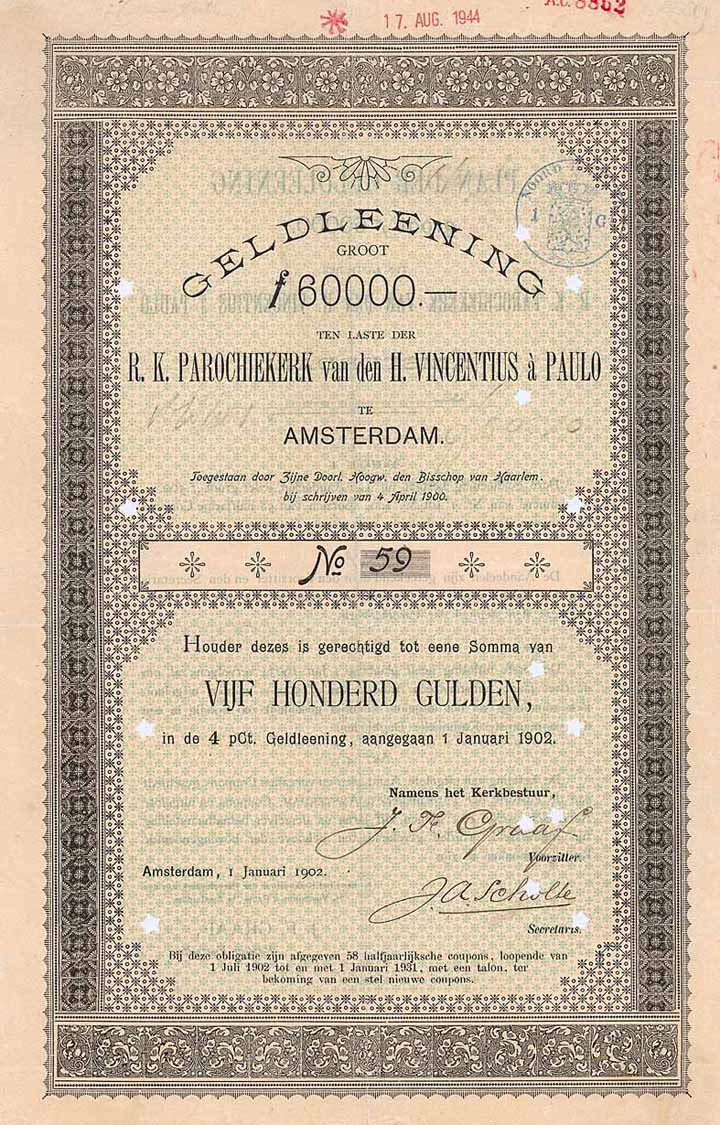 17. AUG. 1944
GELDLEENING
GROOT
ƒ 60000.—
TEN LASTE DER
R. K. PAROCHIEKERK van den H. VINCENTIUS à PAULO
TE
AMSTERDAM.
Toegestaan door Zijne Doorl. Hoogw. den Bisschop van Haarlem.
bij schrijven van 4 April 1900.
No 59
Houder dezes is gerechtigd tot eene Somma van
VIJF HONDERD GULDEN,
in de 4 pCt. Geldleening, aangegaan 1 Januari 1902.
Namens het Kerkbestuur,
Voorzitter.
Amsterdam, 1 Januari 1902.
J A Scholte
Secretaris.
Bij deze obligatie zijn afgegeven 58 halfjaarlijksche coupons, loopende van
1 Juli 1902 tot en met 1 Januari 1931, met een talon, ter
bekoming van een stel nieuwe coupons.